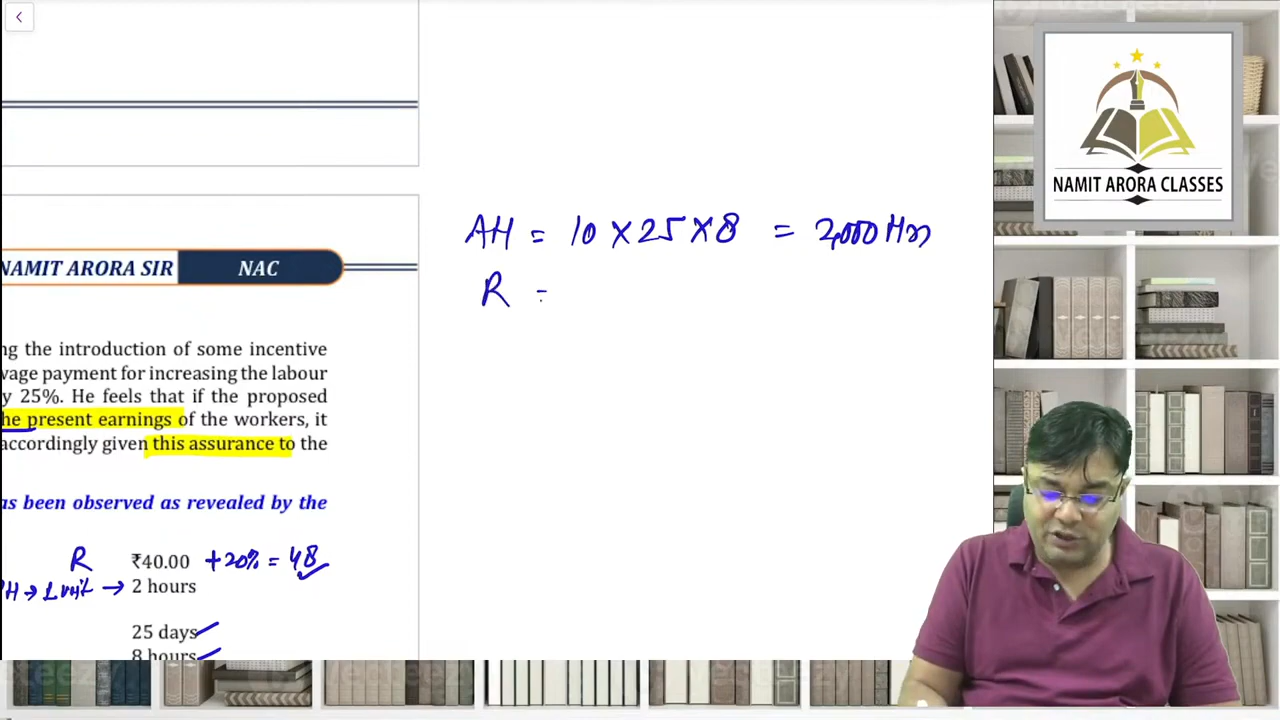 NAMIT ARORA SIR NAC
ng the introduction of some incentive
wage payment for increasing the labour
y 25%. He feels that if the proposed
he present earnings of the workers, it
accordingly given this assurance to the
as been observed as revealed by the
R ₹40.00 +20% = 48
H → 1 unit → 2 hours
25 days
8 hours
AH = 10 × 25 × 8 = 2,000 Hrs
R =
NAMIT ARORA CLASSES